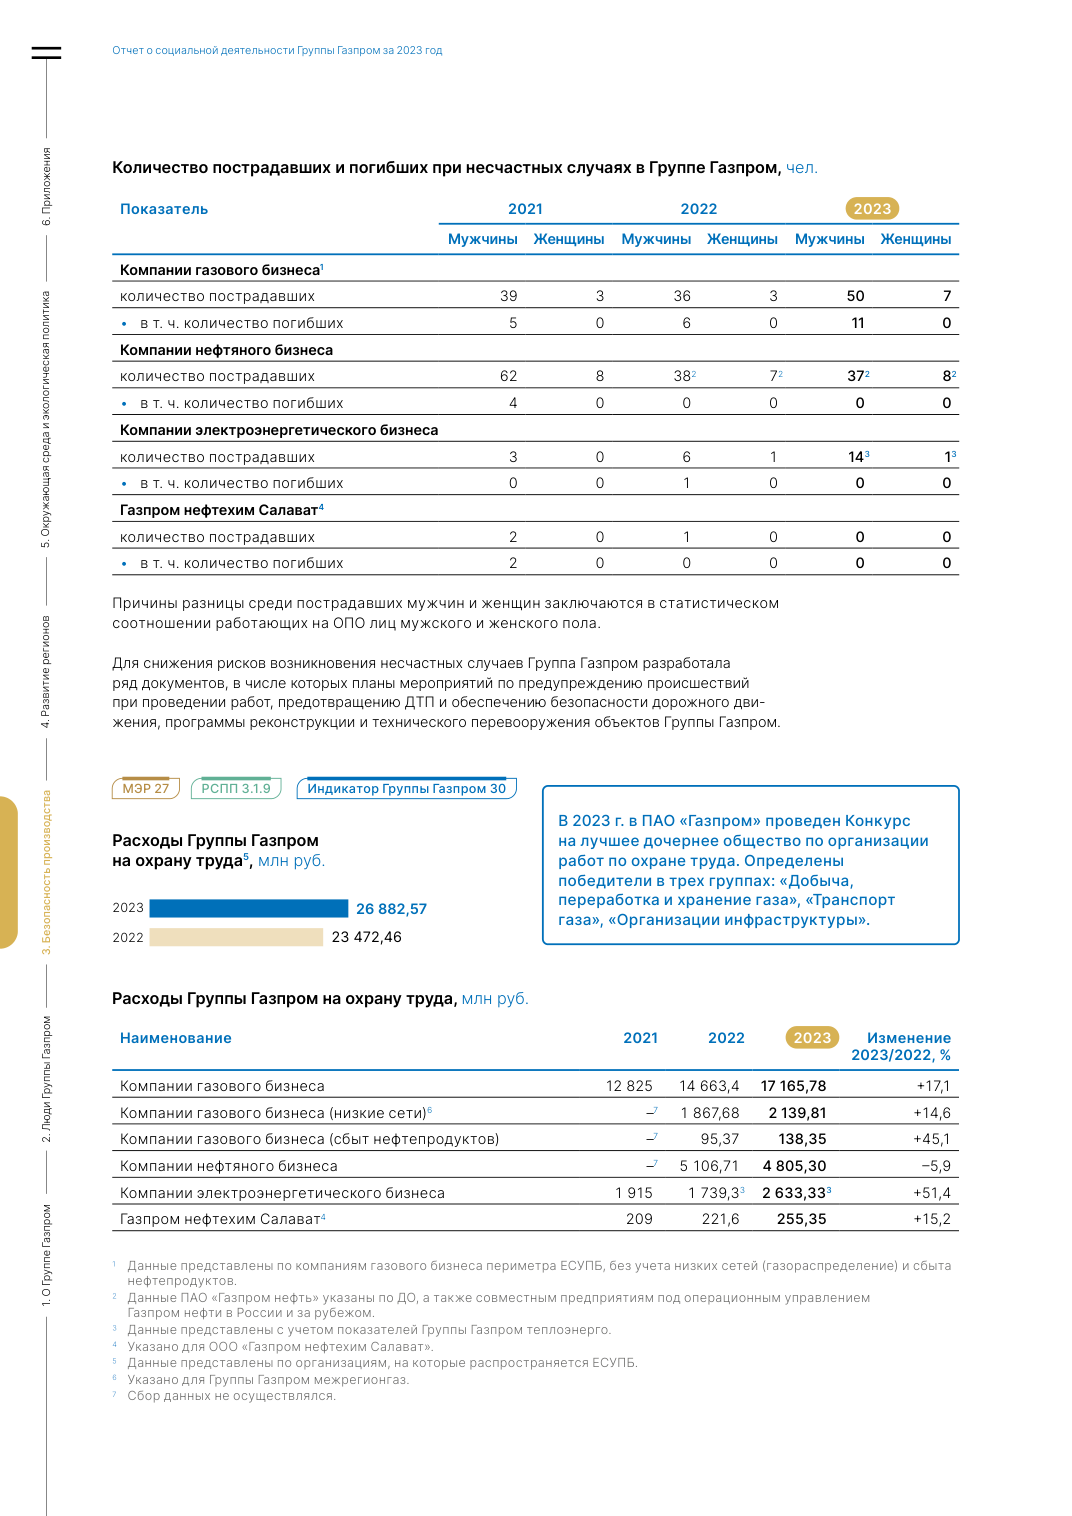 Отчет о социальной деятельности Группы Газпром за 2023 год
6. Приложения
5. Окружающая среда и экологическая политика
4. Развитие регионов
3. Безопасность производства
2. Люди Группы Газпром
1. О Группе Газпром
Количество пострадавших и погибших при несчастных случаях в Группе Газпром, чел.
Показатель 2021 2022 2023
Мужчины Женщины Мужчины Женщины Мужчины Женщины
Компании газового бизнеса¹
количество пострадавших 39 3 36 3 50 7
• в т. ч. количество погибших 5 0 6 0 11 0
Компании нефтяного бизнеса
количество пострадавших 62 8 38² 7² 37² 8²
• в т. ч. количество погибших 4 0 0 0 0 0
Компании электроэнергетического бизнеса
количество пострадавших 3 0 6 1 14³ 1³
• в т. ч. количество погибших 0 0 1 0 0 0
Газпром нефтехим Салават⁴
количество пострадавших 2 0 1 0 0 0
• в т. ч. количество погибших 2 0 0 0 0 0
Причины разницы среди пострадавших мужчин и женщин заключаются в статистическом
соотношении работающих на ОПО лиц мужского и женского пола.
Для снижения рисков возникновения несчастных случаев Группа Газпром разработала
ряд документов, в числе которых планы мероприятий по предупреждению происшествий
при проведении работ, предотвращению ДТП и обеспечению безопасности дорожного дви-
жения, программы реконструкции и технического перевооружения объектов Группы Газпром.
МЭР 27 РСПП 3.1.9 Индикатор Группы Газпром 30
Расходы Группы Газпром
на охрану труда⁵, млн руб.
2023 26 882,57
2022 23 472,46
В 2023 г. в ПАО «Газпром» проведен Конкурс
на лучшее дочернее общество по организации
работ по охране труда. Определены
победители в трех группах: «Добыча,
переработка и хранение газа», «Транспорт
газа», «Организации инфраструктуры».
Расходы Группы Газпром на охрану труда, млн руб.
Наименование 2021 2022 2023 Изменение
2023/2022, %
Компании газового бизнеса 12 825 14 663,4 17 165,78 +17,1
Компании газового бизнеса (низкие сети)⁶ –⁷ 1 867,68 2 139,81 +14,6
Компании газового бизнеса (сбыт нефтепродуктов) –⁷ 95,37 138,35 +45,1
Компании нефтяного бизнеса –⁷ 5 106,71 4 805,30 –5,9
Компании электроэнергетического бизнеса 1 915 1 739,3³ 2 633,33³ +51,4
Газпром нефтехим Салават⁴ 209 221,6 255,35 +15,2
¹ Данные представлены по компаниям газового бизнеса периметра ЕСУПБ, без учета низких сетей (газораспределение) и сбыта
нефтепродуктов.
² Данные ПАО «Газпром нефть» указаны по ДО, а также совместным предприятиям под операционным управлением
Газпром нефти в России и за рубежом.
³ Данные представлены с учетом показателей Группы Газпром теплоэнерго.
⁴ Указано для ООО «Газпром нефтехим Салават».
⁵ Данные представлены по организациям, на которые распространяется ЕСУПБ.
⁶ Указано для Группы Газпром межрегионгаз.
⁷ Сбор данных не осуществлялся.